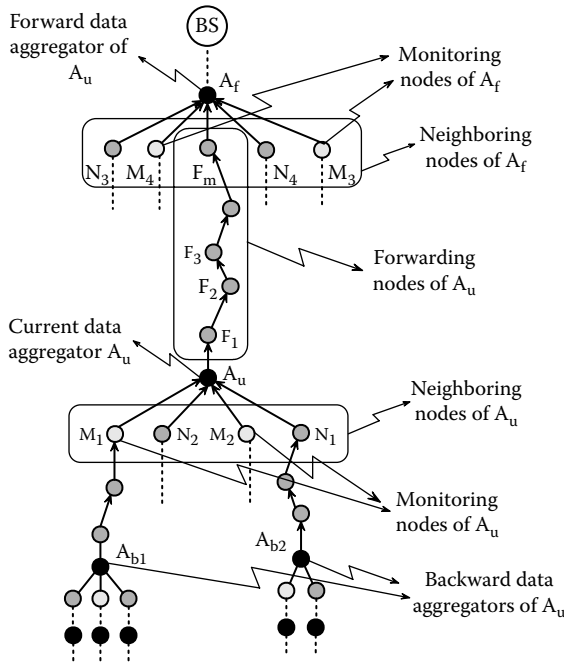 Forward data
aggregator of
A_u
BS
A_f
Monitoring
nodes of A_f
Neighboring
nodes of A_f
N_3
M_4
F_m
N_4
M_3
F_3
F_2
Forwarding
nodes of A_u
F_1
Current data
aggregator A_u
A_u
Neighboring
nodes of A_u
M_1
N_2
M_2
N_1
Monitoring
nodes of A_u
A_b1
A_b2
Backward data
aggregators of A_u